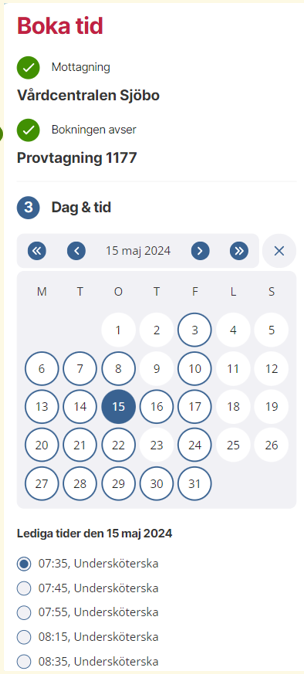 Boka tid
Mottagning
Vårdcentralen Sjöbo
Bokningen avser
Provtagning 1177
3 Dag & tid
15 maj 2024
M T O T F L S
1 2 3 4 5
6 7 8 9 10 11 12
13 14 15 16 17 18 19
20 21 22 23 24 25 26
27 28 29 30 31
Lediga tider den 15 maj 2024
07:35, Undersköterska
07:45, Undersköterska
07:55, Undersköterska
08:15, Undersköterska
08:35, Undersköterska